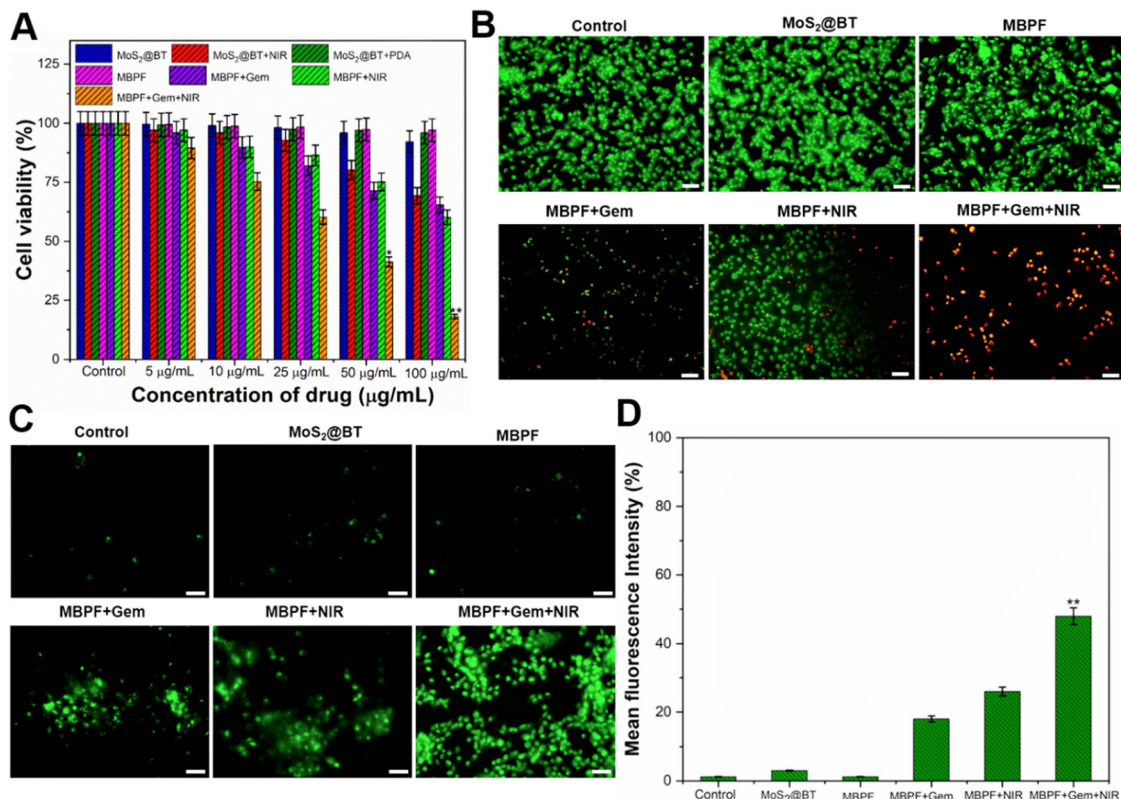 A
MoS₂@BT MoS₂@BT+NIR MoS₂@BT+PDA
MBPF MBPF+Gem MBPF+NIR
MBPF+Gem+NIR
Cell viability (%)
125
100
75
50
25
0
*
**
Control 5 μg/mL 10 μg/mL 25 μg/mL 50 μg/mL 100 μg/mL
Concentration of drug (μg/mL)
B
Control MoS₂@BT MBPF
MBPF+Gem MBPF+NIR MBPF+Gem+NIR
C
Control MoS₂@BT MBPF
MBPF+Gem MBPF+NIR MBPF+Gem+NIR
D
Mean fluorescence Intensity (%)
100
80
60
40
20
0
**
Control MoS₂@BT MBPF MBPF+Gem MBPF+NIR MBPF+Gem+NIR